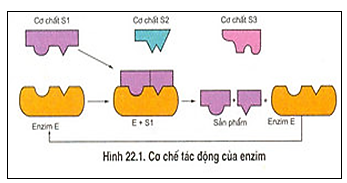 Cơ chất S1 Cơ chất S2 Cơ chất S3
Enzim E E + S1 Sản phẩm Enzim E
Hình 22.1. Cơ chế tác động của enzim